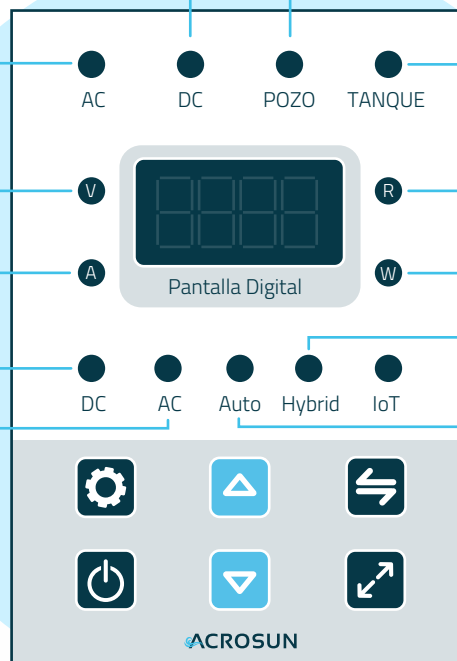 AC DC POZO TANQUE
V R
A W
Pantalla Digital
DC AC Auto Hybrid IoT
ACROSUN